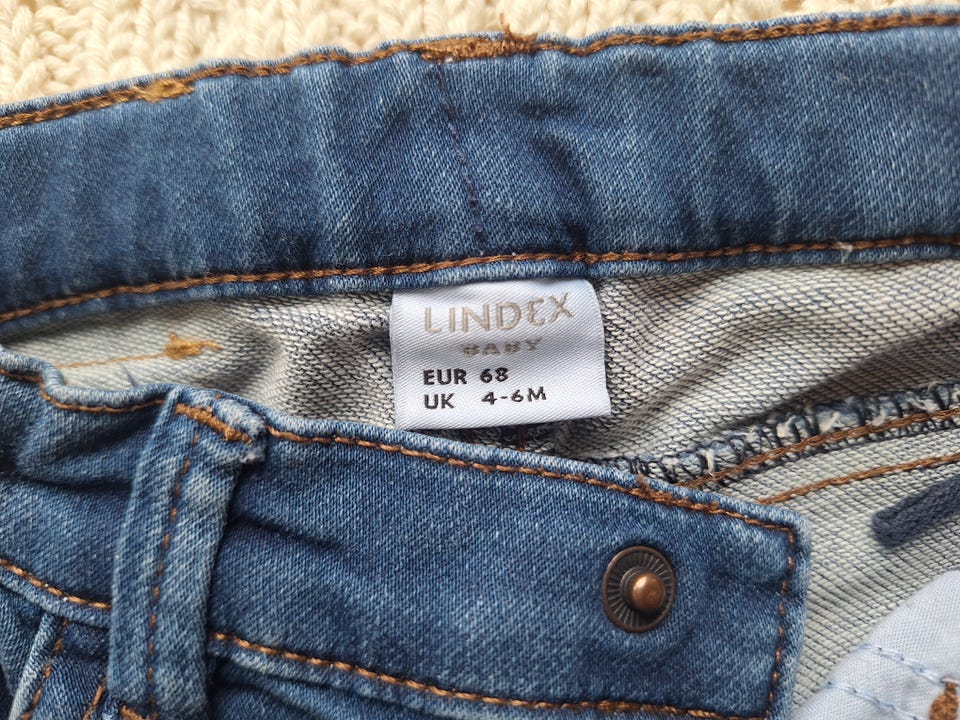 LINDEX
BABY
EUR 68
UK 4-6M